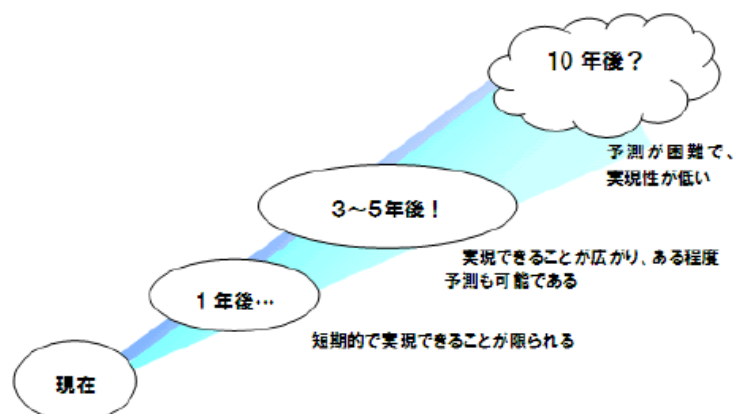 10 年後？
予測が困難で、
実現性が低い
3～5年後！
実現できることが広がり、ある程度
予測も可能である
1 年後…
短期的で実現できることが限られる
現在